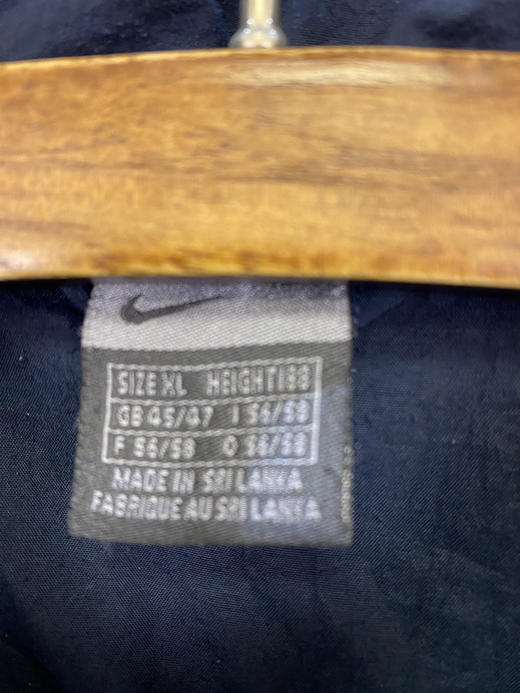 SIZE XL HEIGHT 188
GB 45/47 I 56/58
F 56/58 D 56/58
MADE IN SRI LANKA
FABRIQUE AU SRI LANKA